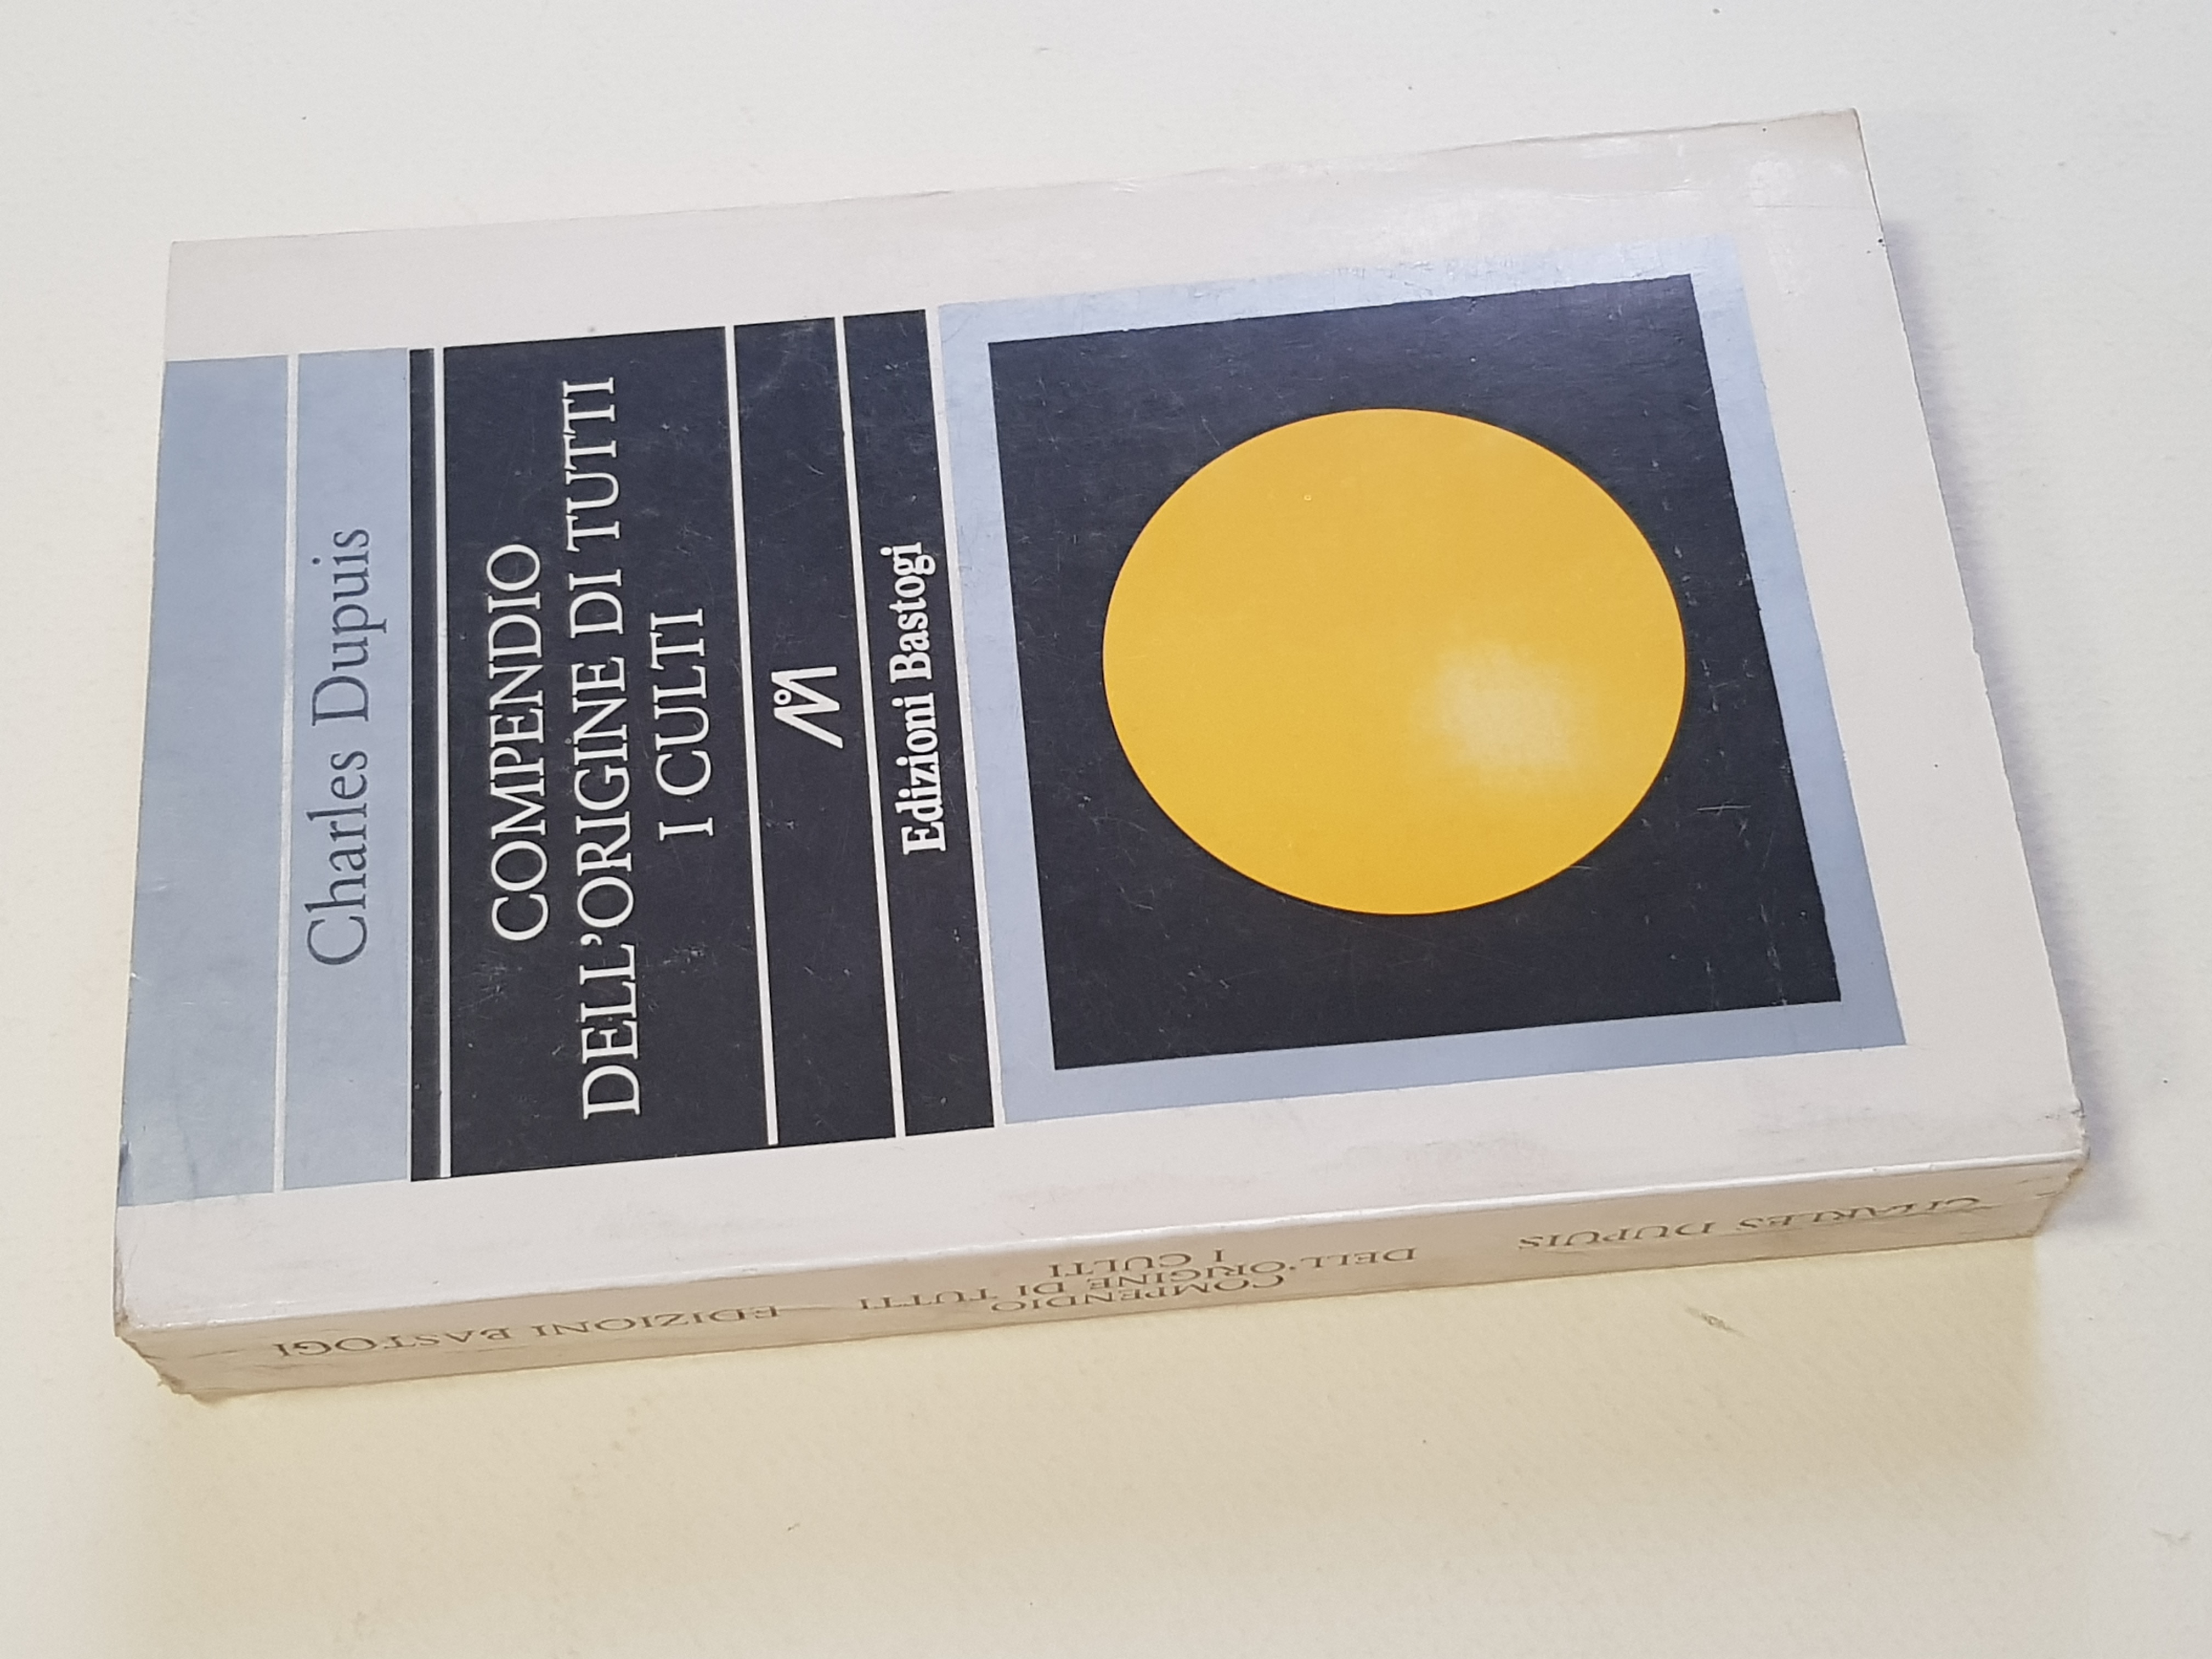 Charles Dupuis
COMPENDIO
DELL'ORIGINE DI TUTTI
I CULTI
Edizioni Bastogi
CHARLES DUPUIS
COMPENDIO
DELL'ORIGINE DI TUTTI
I CULTI
EDIZIONI BASTOGI